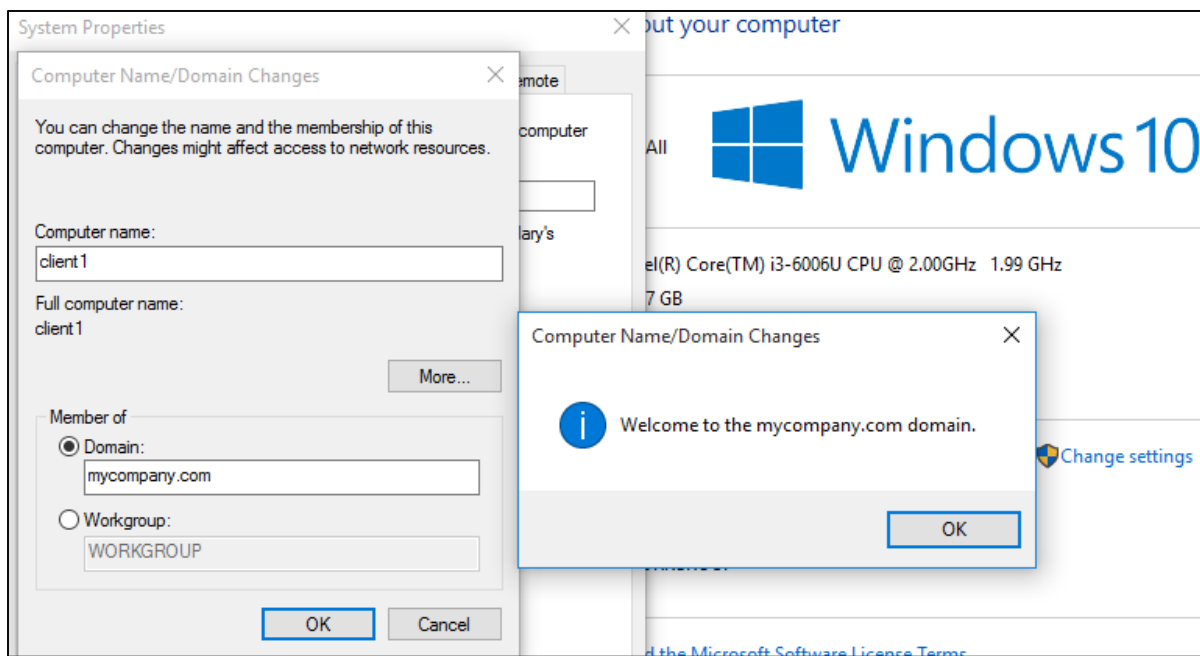 System Properties
out your computer
Computer Name/Domain Changes
emote
You can change the name and the membership of this
computer. Changes might affect access to network resources.
computer
All
Windows 10
Computer name:
lary's
client1
el(R) Core(TM) i3-6006U CPU @ 2.00GHz 1.99 GHz
Full computer name:
7 GB
client1
Computer Name/Domain Changes
More...
Member of
Welcome to the mycompany.com domain.
Domain:
Change settings
mycompany.com
Workgroup:
OK
WORKGROUP
OK
Cancel
d the Microsoft Software License Terms